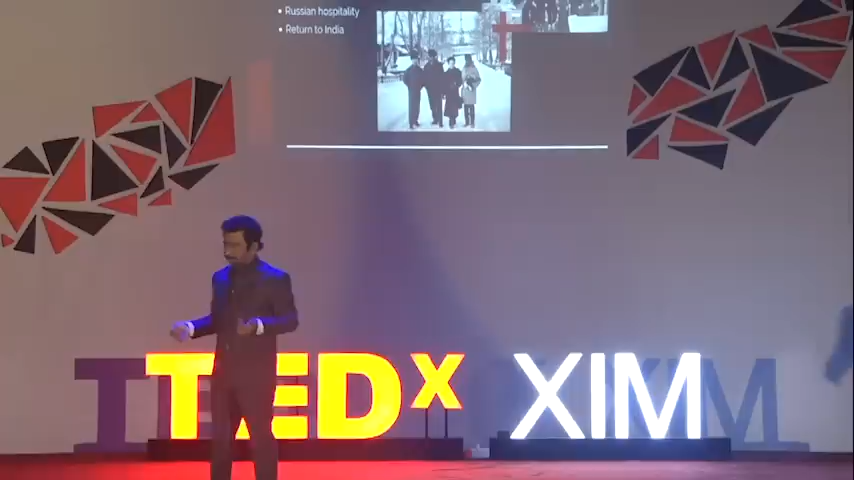 • Russian hospitality
• Return to India
TEDx XIM